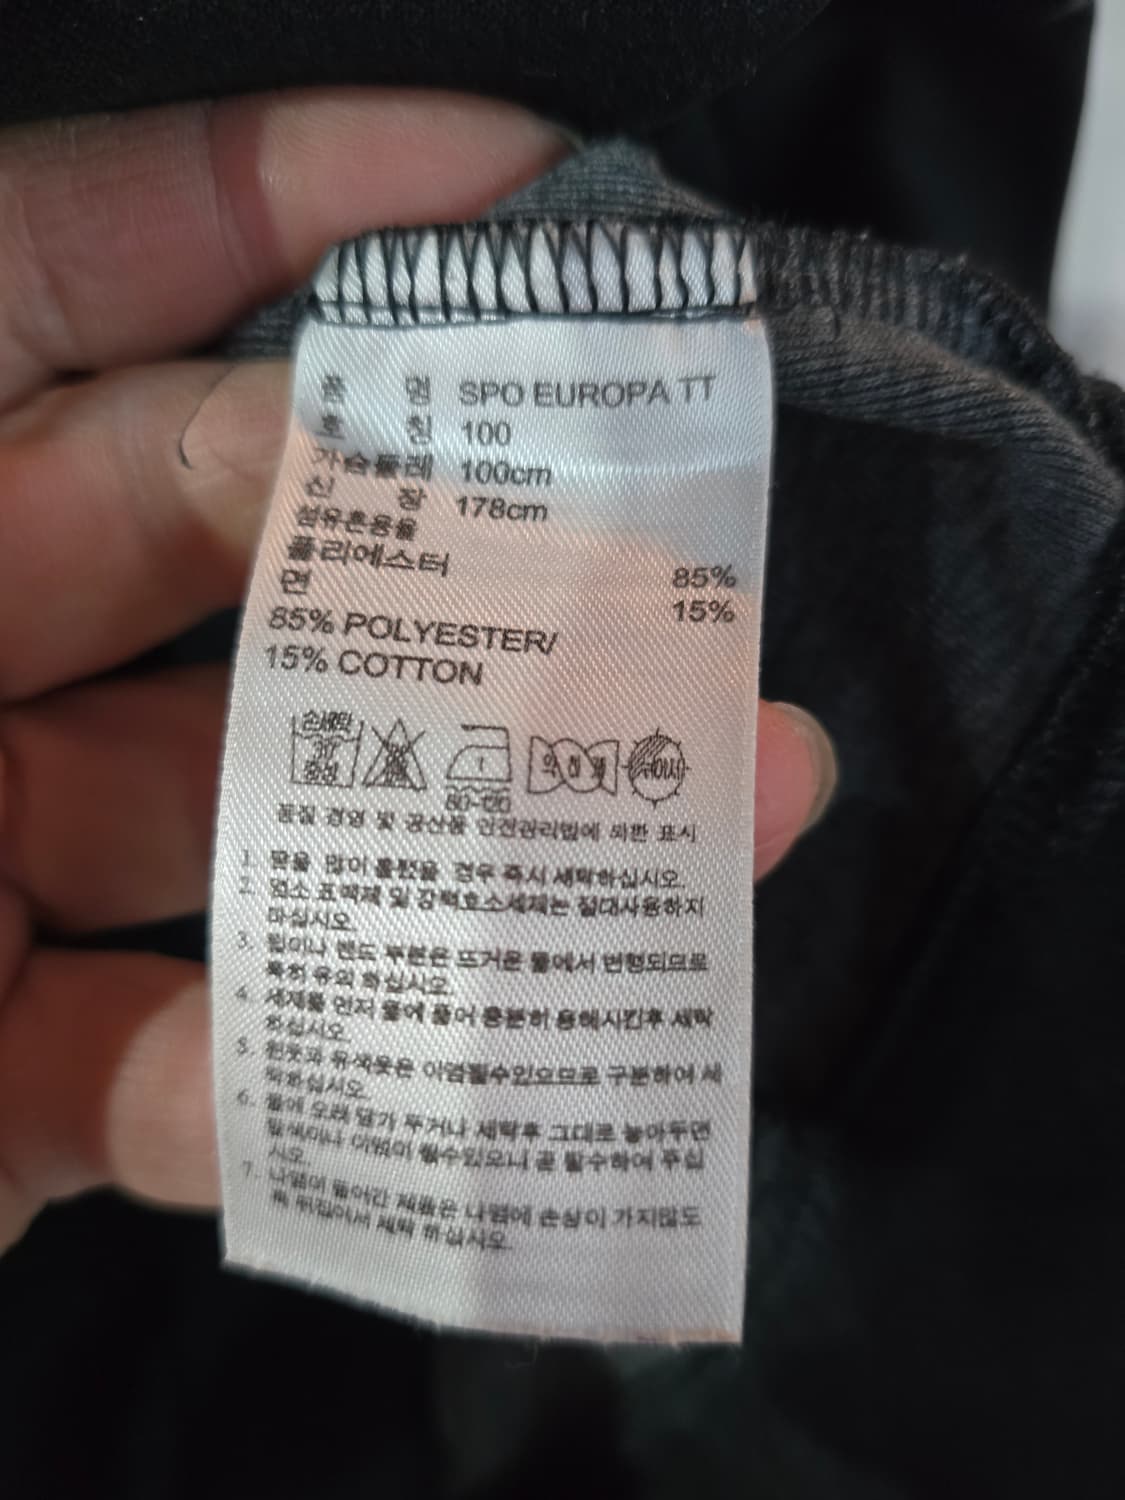 품 명 SPO EUROPA TT
호 칭 100
가슴둘레 100cm
신 장 178cm
섬유혼용율
폴리에스터 85%
면 15%
85% POLYESTER/
15% COTTON
손세탁
30
중성
80-120
약하게
품질 경영 및 공산품 안전관리법에 의한 표시
1. 땀을 많이 흘렸을 경우 즉시 세탁하십시오.
2. 염소 표백제 및 강력효소세제는 절대사용하지
마십시오.
3. 립이나 밴드 부분은 뜨거운 물에서 변형되므로
특히 유의 하십시오.
4. 세제를 먼저 물에 풀어 충분히 용해시킨후 세탁
하십시오.
5. 흰옷과 유색옷은 이염될수있으므로 구분하여 세
탁하십시오.
6. 물에 오래 담가 두거나 세탁후 그대로 놓아두면
탈색이나 이염이 될수있으니 곧 탈수하여 주십
시오.
7. 나염이 들어간 제품은 나염에 손상이 가지않도
록 뒤집어서 세탁 하십시오.